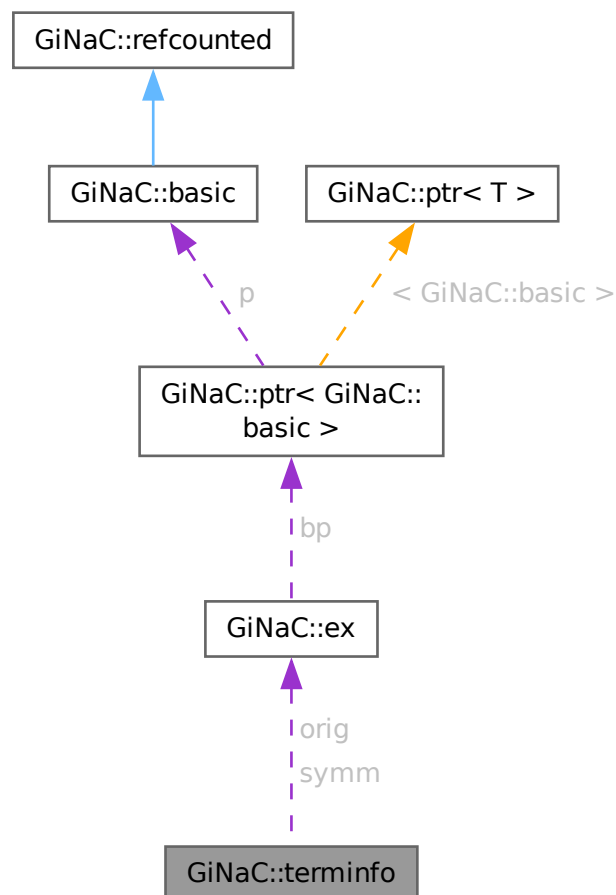 GiNaC::refcounted
GiNaC::basic
GiNaC::ptr< T >
p
< GiNaC::basic >
GiNaC::ptr< GiNaC::
basic >
bp
GiNaC::ex
orig
symm
GiNaC::terminfo